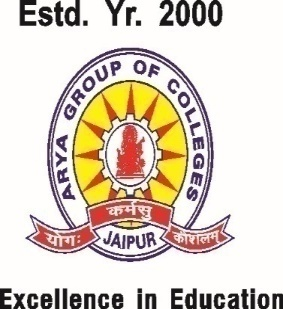 Estd. Yr. 2000
ARYA GROUP OF COLLEGES
योगः कर्मसु कौशलम्
JAIPUR
Excellence in Education